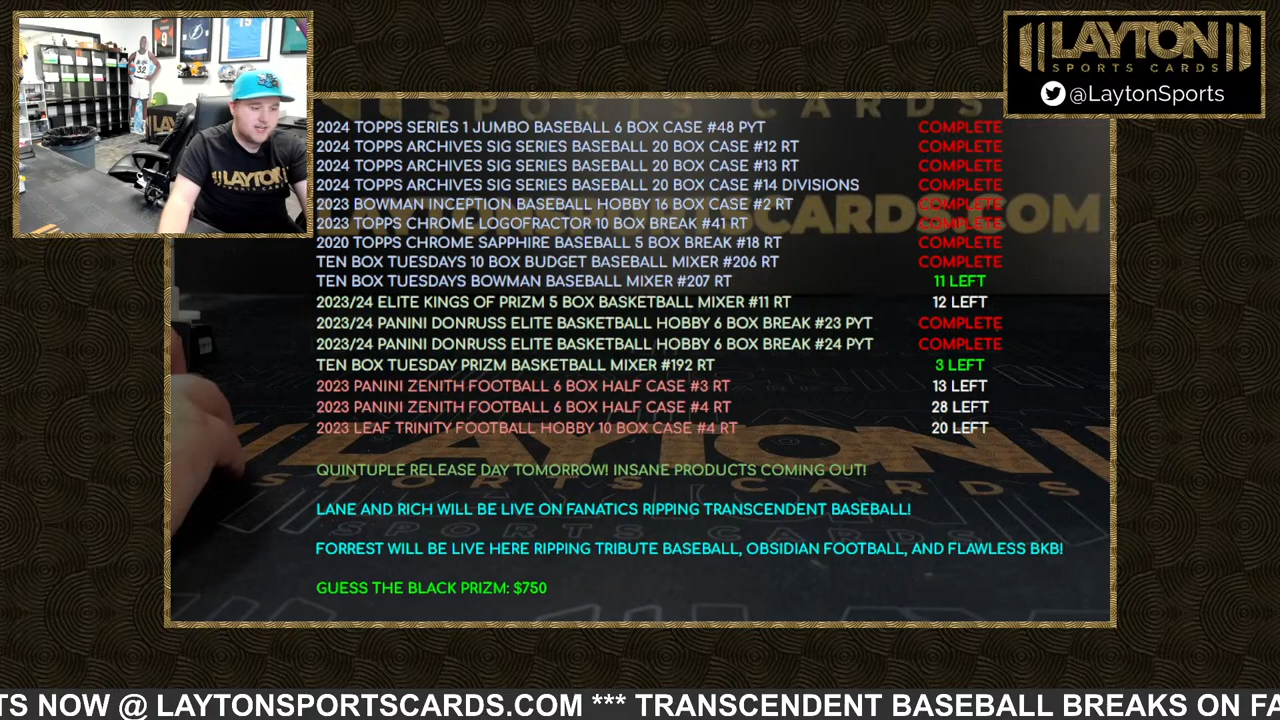 LAYTON
SPORTS CARDS
@LaytonSports
SPORTS CARDS
2024 TOPPS SERIES 1 JUMBO BASEBALL 6 BOX CASE #48 PYT COMPLETE
2024 TOPPS ARCHIVES SIG SERIES BASEBALL 20 BOX CASE #12 RT COMPLETE
2024 TOPPS ARCHIVES SIG SERIES BASEBALL 20 BOX CASE #13 RT COMPLETE
2024 TOPPS ARCHIVES SIG SERIES BASEBALL 20 BOX CASE #14 DIVISIONS COMPLETE
2023 BOWMAN INCEPTION BASEBALL HOBBY 16 BOX CASE #2 RT COMPLETE
2023 TOPPS CHROME LOGOFRACTOR 10 BOX BREAK #41 RT COMPLETE
2020 TOPPS CHROME SAPPHIRE BASEBALL 5 BOX BREAK #18 RT COMPLETE
TEN BOX TUESDAYS 10 BOX BUDGET BASEBALL MIXER #206 RT COMPLETE
TEN BOX TUESDAYS BOWMAN BASEBALL MIXER #207 RT 11 LEFT
2023/24 ELITE KINGS OF PRIZM 5 BOX BASKETBALL MIXER #11 RT 12 LEFT
2023/24 PANINI DONRUSS ELITE BASKETBALL HOBBY 6 BOX BREAK #23 PYT COMPLETE
2023/24 PANINI DONRUSS ELITE BASKETBALL HOBBY 6 BOX BREAK #24 PYT COMPLETE
TEN BOX TUESDAY PRIZM BASKETBALL MIXER #192 RT 3 LEFT
2023 PANINI ZENITH FOOTBALL 6 BOX HALF CASE #3 RT 13 LEFT
2023 PANINI ZENITH FOOTBALL 6 BOX HALF CASE #4 RT 28 LEFT
2023 LEAF TRINITY FOOTBALL HOBBY 10 BOX CASE #4 RT 20 LEFT
QUINTUPLE RELEASE DAY TOMORROW! INSANE PRODUCTS COMING OUT!
LANE AND RICH WILL BE LIVE ON FANATICS RIPPING TRANSCENDENT BASEBALL!
FORREST WILL BE LIVE HERE RIPPING TRIBUTE BASEBALL, OBSIDIAN FOOTBALL, AND FLAWLESS BKB!
GUESS THE BLACK PRIZM: $750
LAYTON
SPORTS CARDS
TS NOW @ LAYTONSPORTSCARDS.COM *** TRANSCENDENT BASEBALL BREAKS ON FA